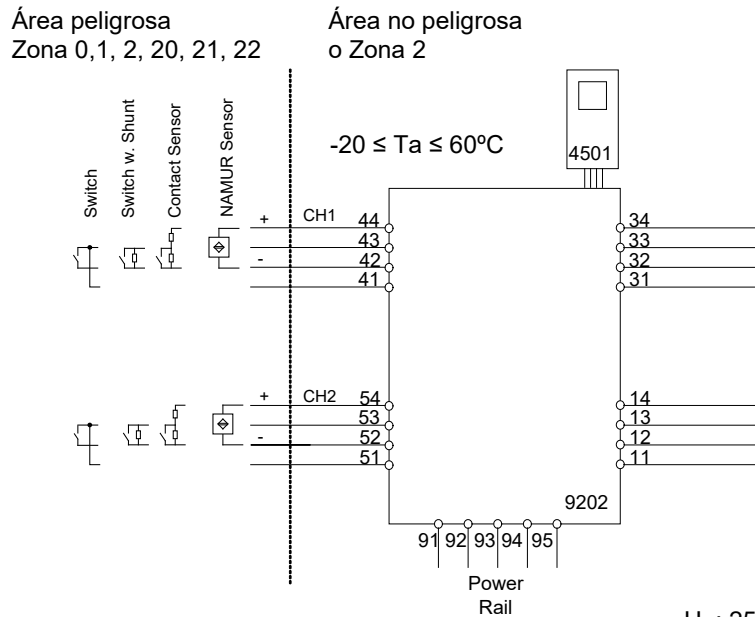 Área peligrosa
Zona 0,1, 2, 20, 21, 22
Área no peligrosa
o Zona 2
-20 ≤ Ta ≤ 60ºC
4501
Switch
Switch w. Shunt
Contact Sensor
NAMUR Sensor
+ CH1 44
43
- 42
41
34
33
32
31
+ CH2 54
53
- 52
51
14
13
12
11
9202
91 92 93 94 95
Power
Rail